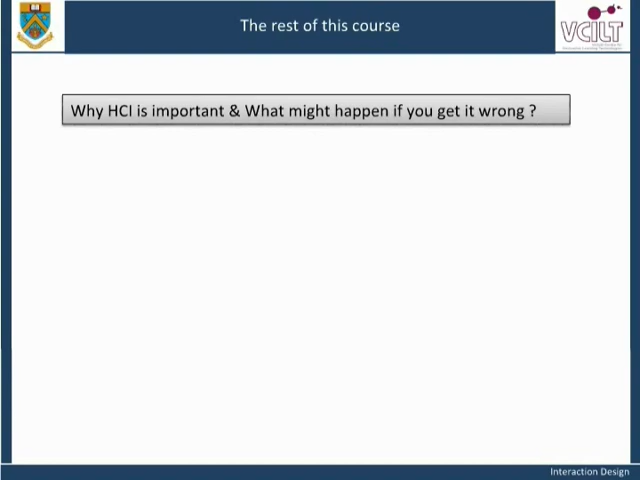 The rest of this course
VCILT
Why HCI is important & What might happen if you get it wrong ?
Interaction Design